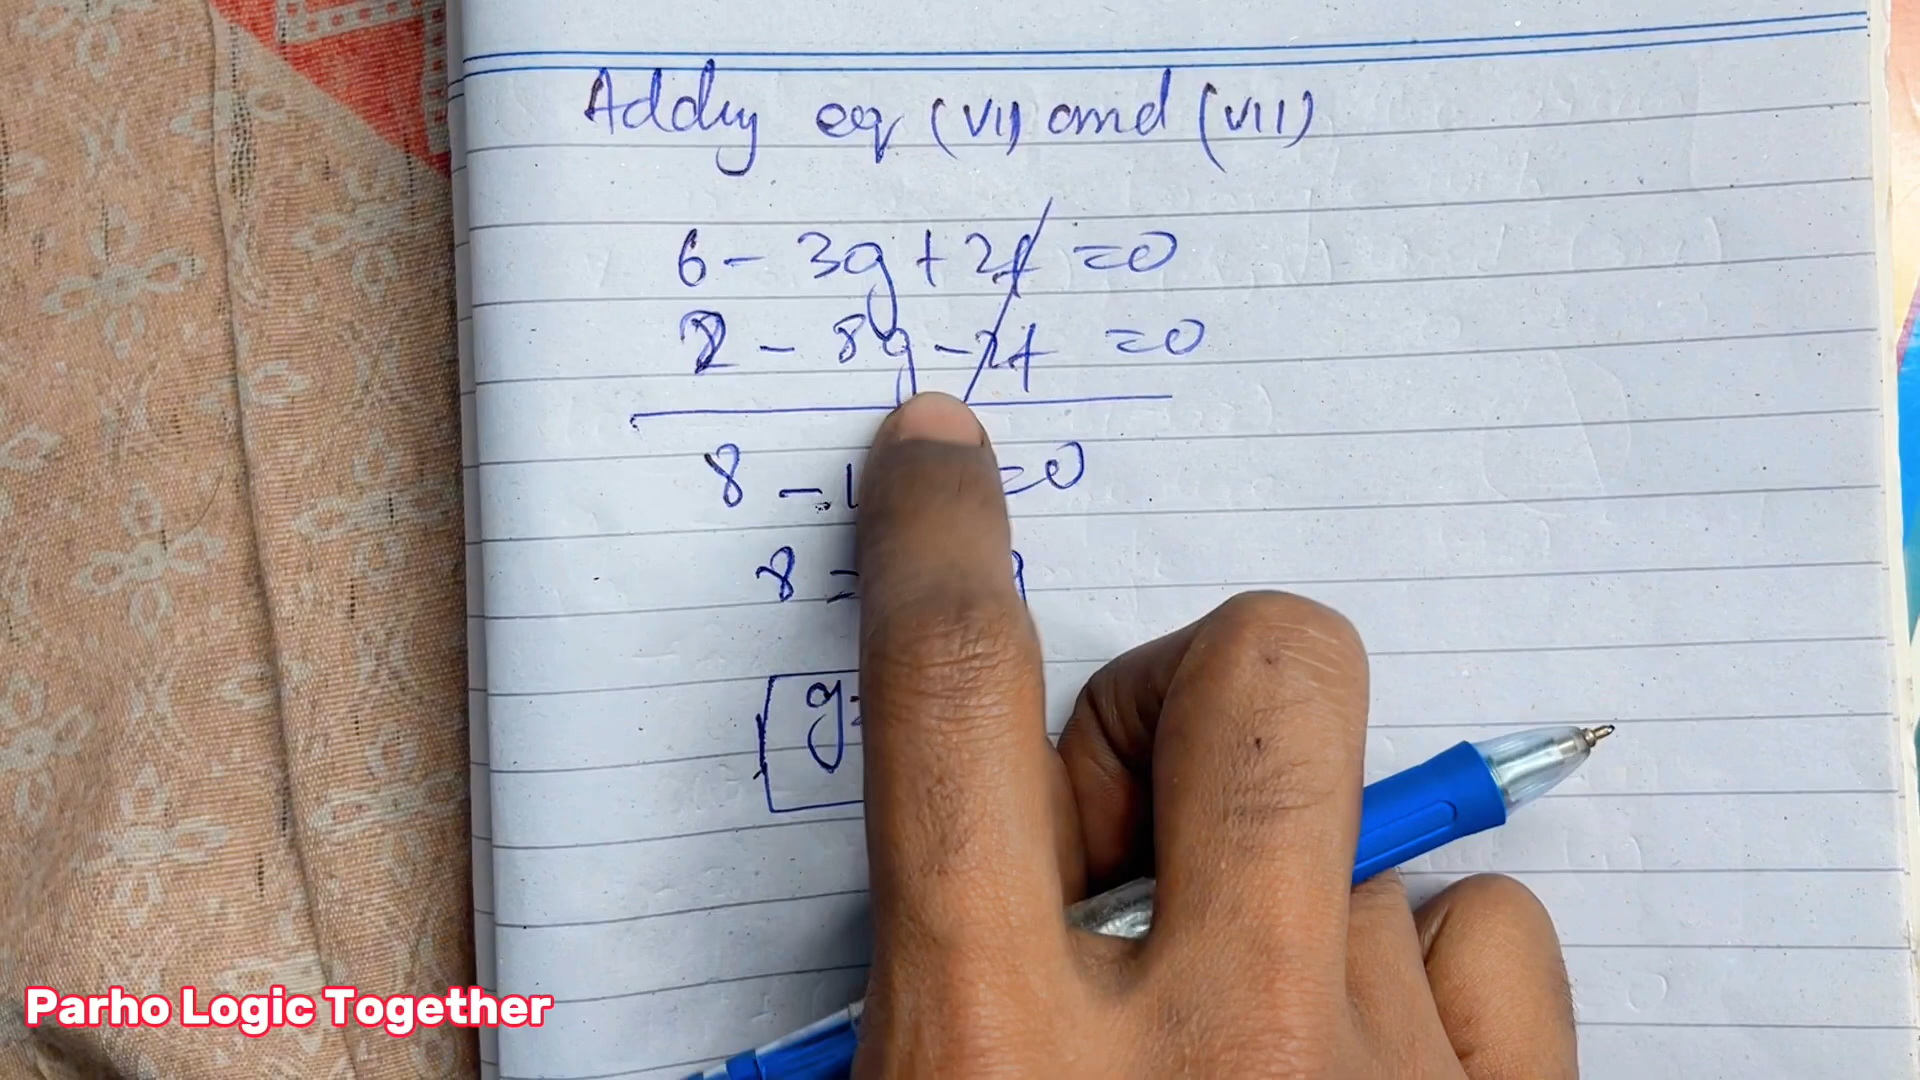 Adding eq (VI) and (VII)
6 - 3g + 2f = 0
2 - 8g - 2f = 0
8 - 1 = 0
8 = g
g =
Parho Logic Together